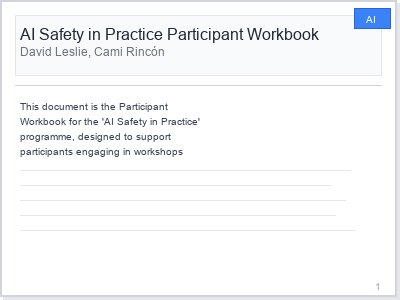 AI
AI Safety in Practice Participant Workbook
David Leslie, Cami Rincón
This document is the Participant
Workbook for the 'AI Safety in Practice'
programme, designed to support
participants engaging in workshops
1